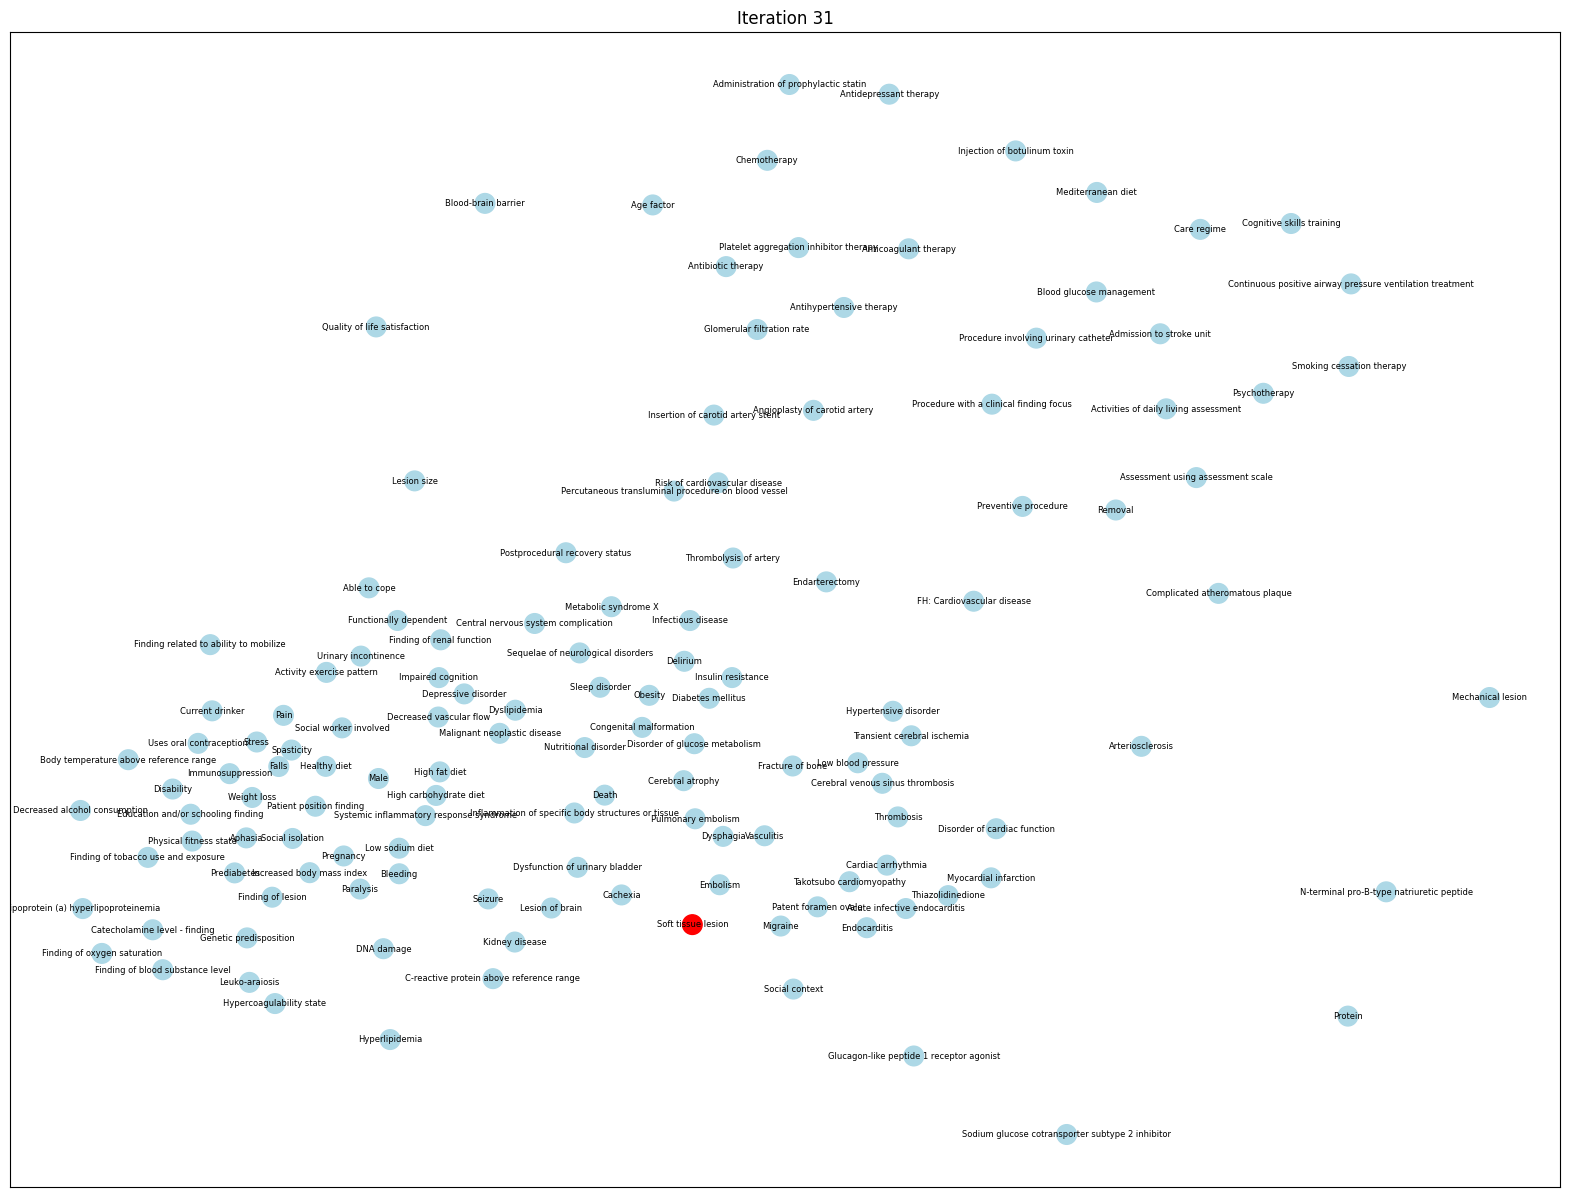 Iteration 31
Administration of prophylactic statin
Antidepressant therapy
Injection of botulinum toxin
Chemotherapy
Mediterranean diet
Blood-brain barrier
Age factor
Cognitive skills training
Care regime
Platelet aggregation inhibitor therapy
Anticoagulant therapy
Antibiotic therapy
Continuous positive airway pressure ventilation treatment
Blood glucose management
Antihypertensive therapy
Quality of life satisfaction
Glomerular filtration rate
Admission to stroke unit
Procedure involving urinary catheter
Smoking cessation therapy
Psychotherapy
Procedure with a clinical finding focus
Activities of daily living assessment
Angioplasty of carotid artery
Insertion of carotid artery stent
Assessment using assessment scale
Lesion size
Risk of cardiovascular disease
Percutaneous transluminal procedure on blood vessel
Preventive procedure
Removal
Postprocedural recovery status
Thrombolysis of artery
Endarterectomy
Able to cope
Complicated atheromatous plaque
FH: Cardiovascular disease
Metabolic syndrome X
Functionally dependent
Central nervous system complication
Infectious disease
Finding of renal function
Finding related to ability to mobilize
Sequelae of neurological disorders
Urinary incontinence
Delirium
Activity exercise pattern
Impaired cognition
Insulin resistance
Sleep disorder
Depressive disorder
Obesity
Diabetes mellitus
Mechanical lesion
Current drinker
Dyslipidemia
Hypertensive disorder
Pain
Decreased vascular flow
Social worker involved
Congenital malformation
Malignant neoplastic disease
Transient cerebral ischemia
Uses oral contraception
Stress
Disorder of glucose metabolism
Arteriosclerosis
Nutritional disorder
Spasticity
Body temperature above reference range
Low blood pressure
Falls
Healthy diet
Fracture of bone
Immunosuppression
High fat diet
Male
Cerebral atrophy
Cerebral venous sinus thrombosis
Disability
High carbohydrate diet
Death
Weight loss
Patient position finding
Decreased alcohol consumption
Inflammation of specific body structures or tissue
Education and/or schooling finding
Systemic inflammatory response syndrome
Thrombosis
Pulmonary embolism
Disorder of cardiac function
Dysphagia
Vasculitis
Aphasia
Social isolation
Physical fitness state
Low sodium diet
Pregnancy
Finding of tobacco use and exposure
Cardiac arrhythmia
Dysfunction of urinary bladder
Prediabetes
Increased body mass index
Bleeding
Myocardial infarction
Takotsubo cardiomyopathy
Embolism
Paralysis
N-terminal pro-B-type natriuretic peptide
Cachexia
Thiazolidinedione
Finding of lesion
Seizure
Patent foramen ovale
Acute infective endocarditis
Lesion of brain
poprotein (a) hyperlipoproteinemia
Soft tissue lesion
Migraine
Endocarditis
Catecholamine level - finding
Genetic predisposition
Kidney disease
DNA damage
Finding of oxygen saturation
Finding of blood substance level
C-reactive protein above reference range
Leuko-araiosis
Social context
Hypercoagulability state
Protein
Hyperlipidemia
Glucagon-like peptide 1 receptor agonist
Sodium glucose cotransporter subtype 2 inhibitor